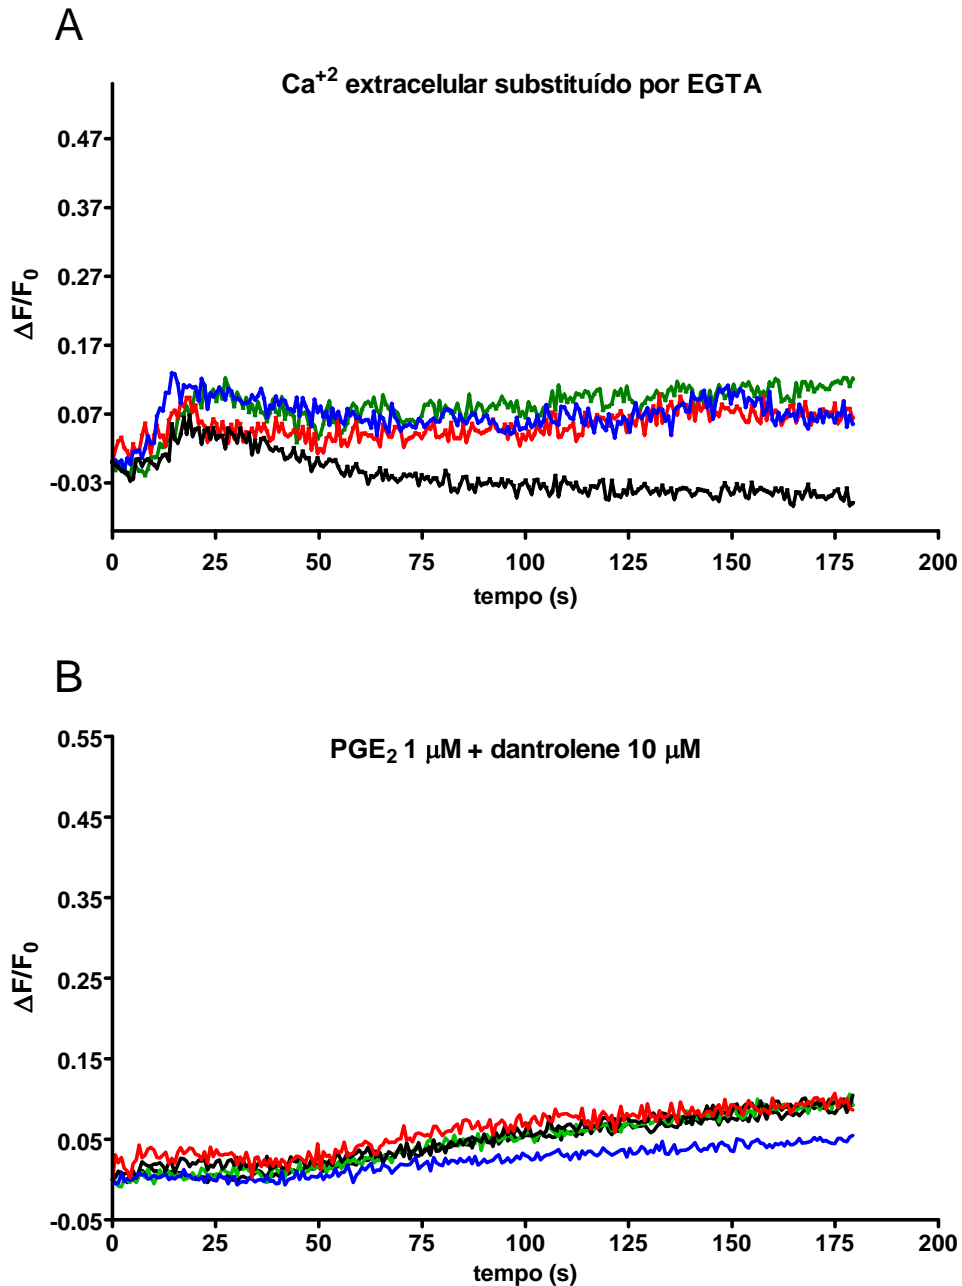 A
Ca+2 extracelular substituído por EGTA
0.47
0.37
0.27
0.17
0.07
-0.03
ΔF/F0
0 25 50 75 100 125 150 175 200
tempo (s)
B
PGE2 1 μM + dantrolene 10 μM
0.55
0.45
0.35
0.25
0.15
0.05
-0.05
ΔF/F0
0 25 50 75 100 125 150 175 200
tempo (s)